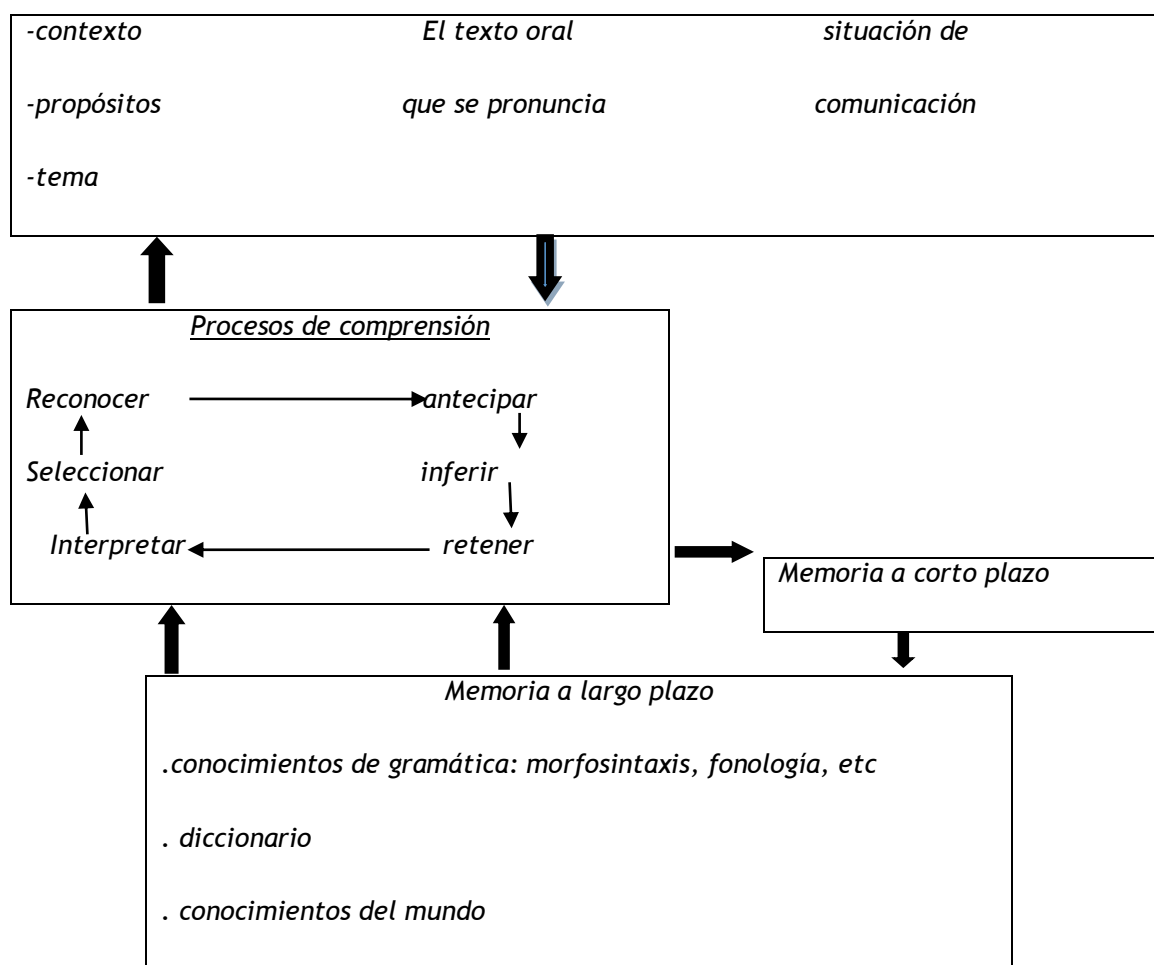 -contexto El texto oral situación de
-propósitos que se pronuncia comunicación
-tema
Procesos de comprensión
Reconocer antecipar
Seleccionar inferir
Interpretar retener
Memoria a corto plazo
Memoria a largo plazo
.conocimientos de gramática: morfosintaxis, fonología, etc
. diccionario
. conocimientos del mundo